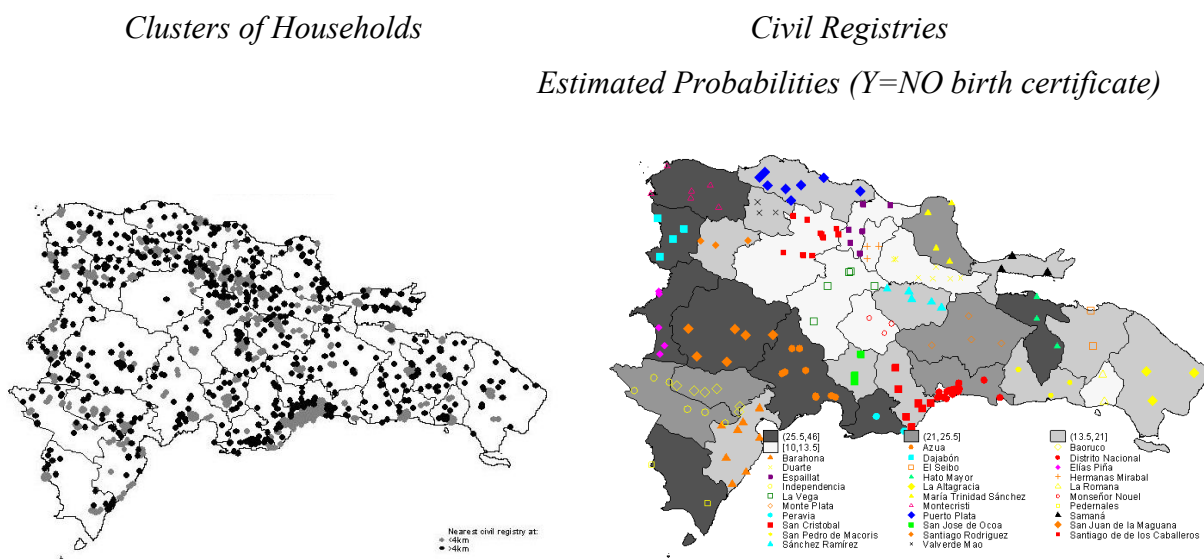 Clusters of Households
Civil Registries
Estimated Probabilities (Y=NO birth certificate)
Nearest civil registry at:
<4km
>4km
(25.5,46]
(21,25.5]
(13.5,21]
[10,13.5]
Azua
Baoruco
Barahona
Dajabón
Distrito Nacional
Duarte
El Seibo
Elías Piña
Espaillat
Hato Mayor
Hermanas Mirabal
Independencia
La Altagracia
La Romana
La Vega
María Trinidad Sánchez
Monseñor Nouel
Monte Plata
Montecristi
Pedernales
Peravia
Puerto Plata
Samaná
San Cristobal
San Jose de Ocoa
San Juan de la Maguana
San Pedro de Macoris
Santiago Rodriguez
Santiago de de los Caballeros
Sánchez Ramírez
Valverde Mao